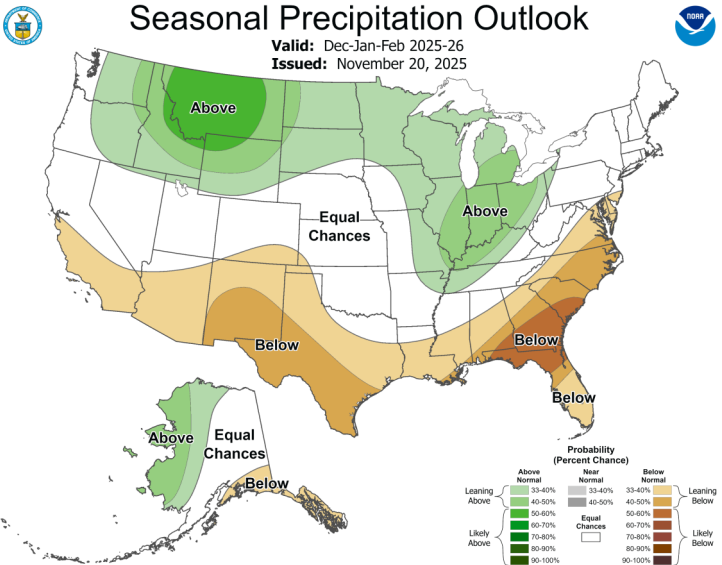 Seasonal Precipitation Outlook
Valid: Dec-Jan-Feb 2025-26
Issued: November 20, 2025
NOAA
Above
Above
Equal
Chances
Below
Below
Below
Above
Equal
Chances
Below
Probability
(Percent Chance)
Above
Normal
Near
Normal
Below
Normal
Leaning
Above
33-40%
40-50%
33-40%
40-50%
33-40%
40-50%
Leaning
Below
Likely
Above
50-60%
60-70%
70-80%
80-90%
90-100%
Equal
Chances
50-60%
60-70%
70-80%
80-90%
90-100%
Likely
Below